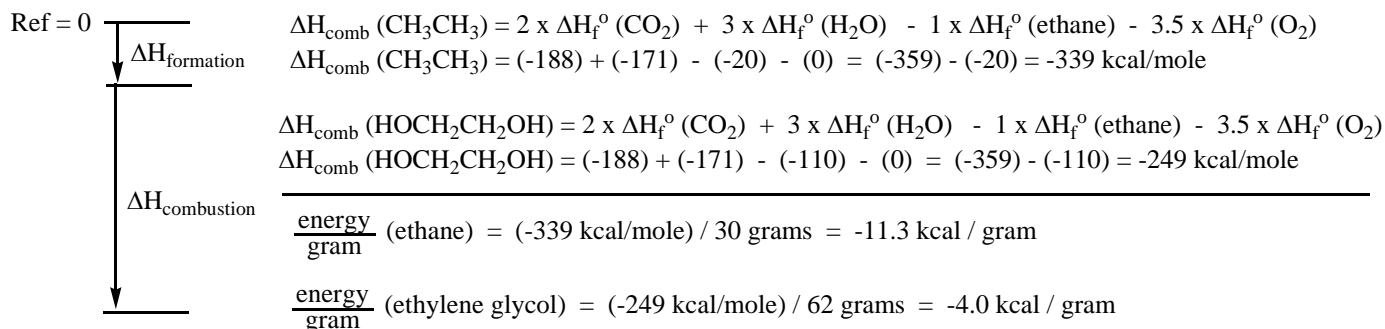 Ref = 0
ΔHformation
ΔHcombustion
ΔHcomb (CH3CH3) = 2 x ΔHf° (CO2) + 3 x ΔHf° (H2O) - 1 x ΔHf° (ethane) - 3.5 x ΔHf° (O2)
ΔHcomb (CH3CH3) = (-188) + (-171) - (-20) - (0) = (-359) - (-20) = -339 kcal/mole
ΔHcomb (HOCH2CH2OH) = 2 x ΔHf° (CO2) + 3 x ΔHf° (H2O) - 1 x ΔHf° (ethane) - 3.5 x ΔHf° (O2)
ΔHcomb (HOCH2CH2OH) = (-188) + (-171) - (-110) - (0) = (-359) - (-110) = -249 kcal/mole
energy
gram (ethane) = (-339 kcal/mole) / 30 grams = -11.3 kcal / gram
energy
gram (ethylene glycol) = (-249 kcal/mole) / 62 grams = -4.0 kcal / gram